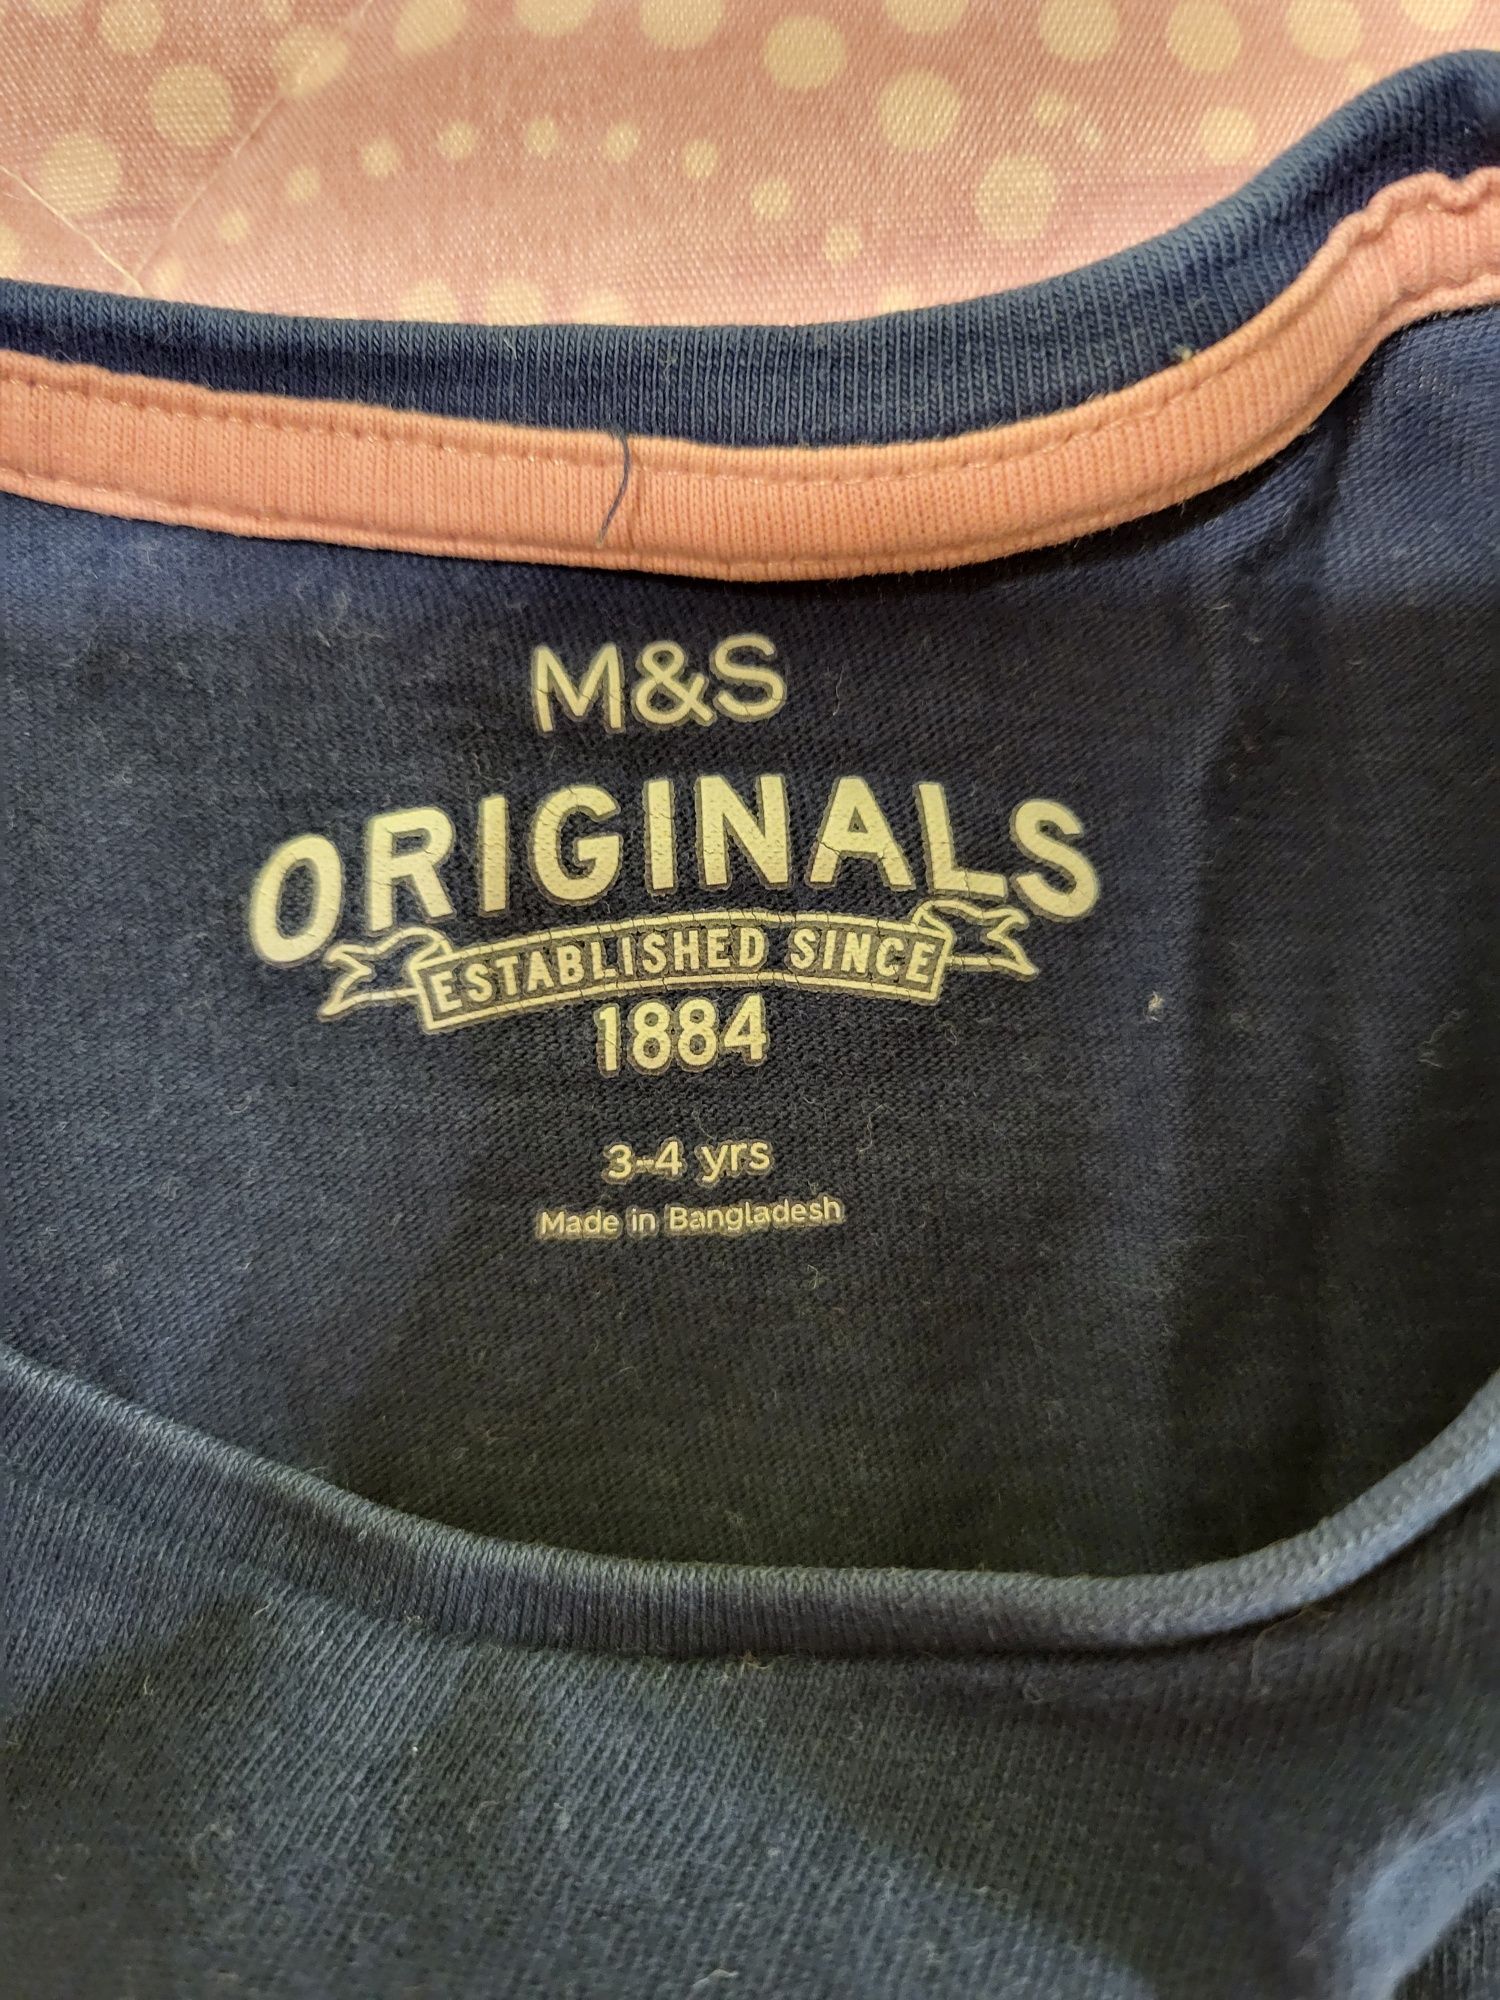 M&S
ORIGINALS
ESTABLISHED SINCE
1884
3-4 yrs
Made in Bangladesh